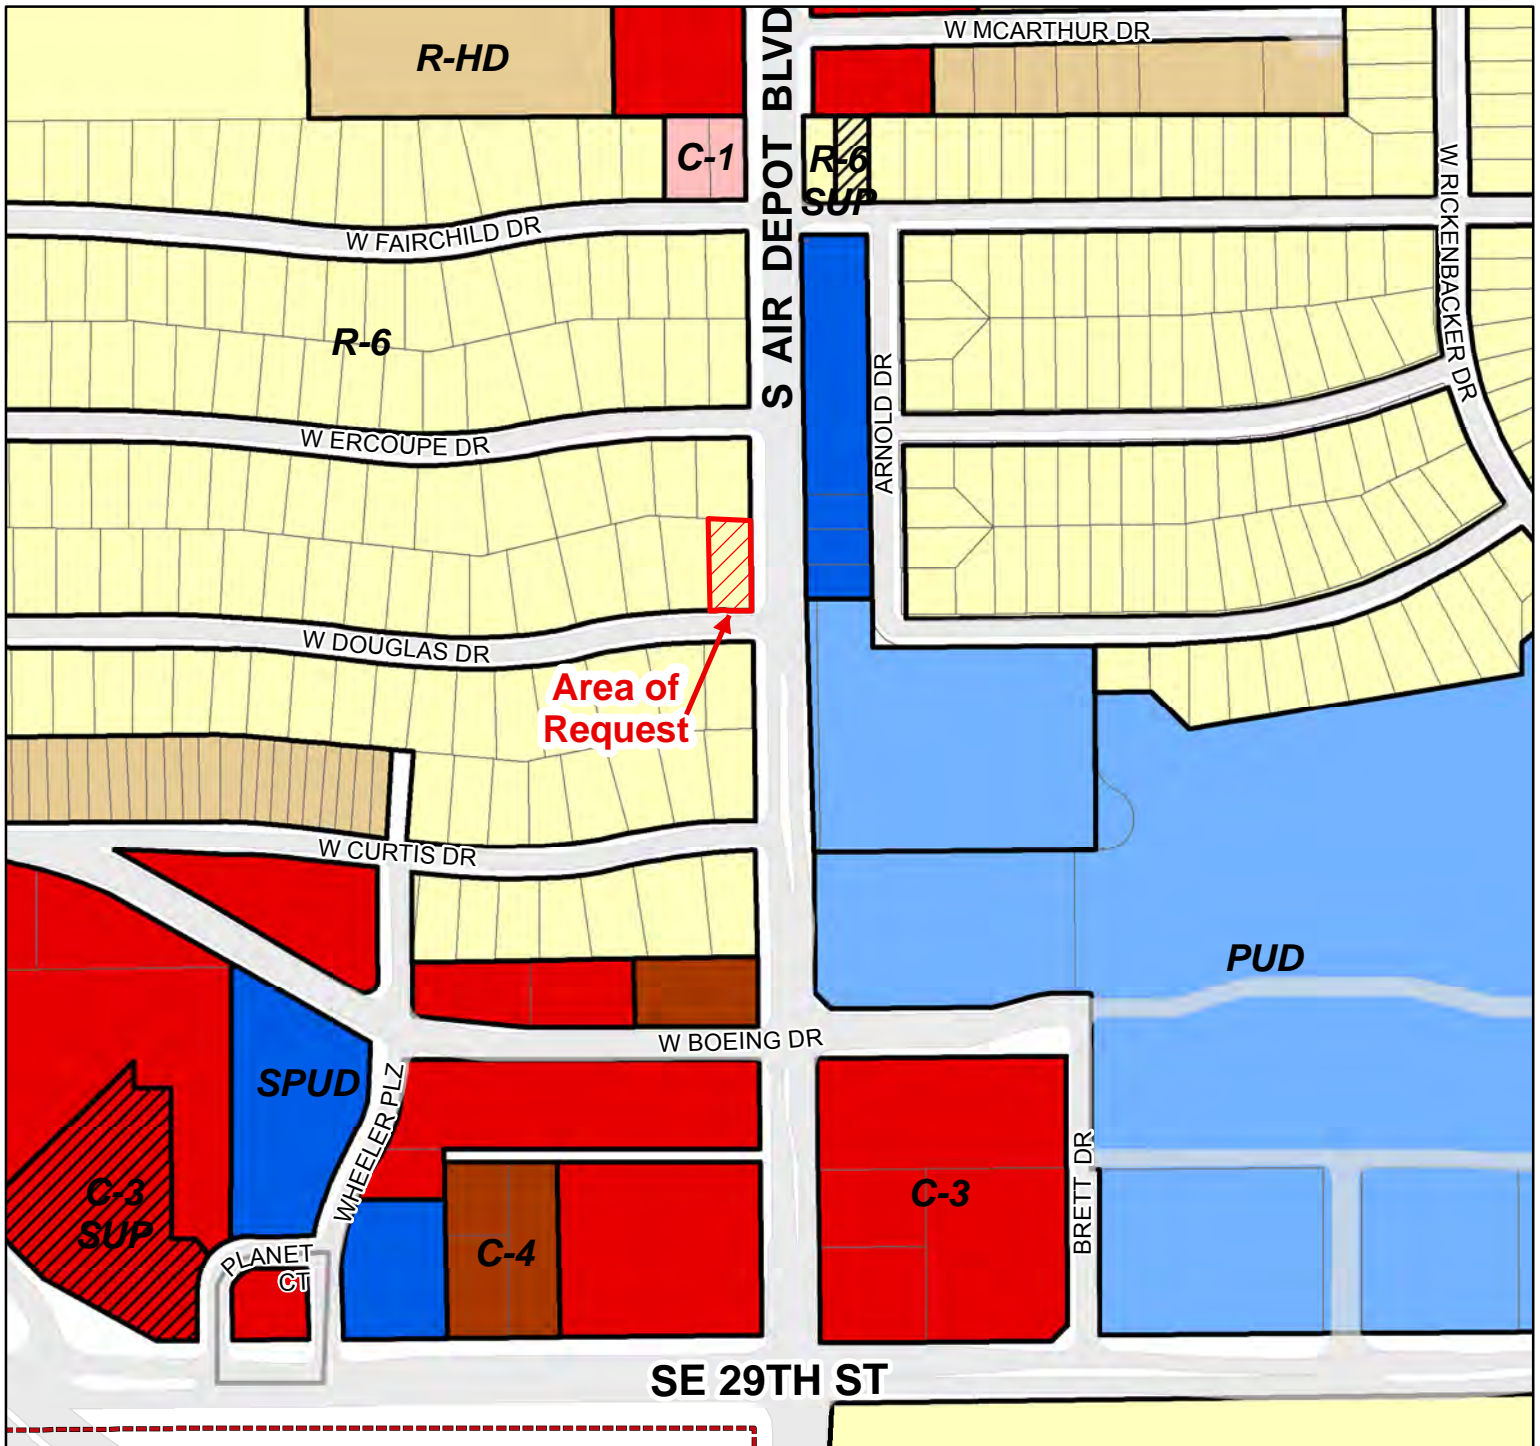 W MCARTHUR DR
R-HD
S AIR DEPOT BLVD
C-1
R-6
SUP
W RICKENBACKER DR
W FAIRCHILD DR
R-6
ARNOLD DR
W ERCOUPE DR
W DOUGLAS DR
Area of
Request
W CURTIS DR
PUD
W BOEING DR
SPUD
WHEELER PLZ
C-3
SUP
C-3
BRETT DR
C-4
PLANET
CT
SE 29TH ST